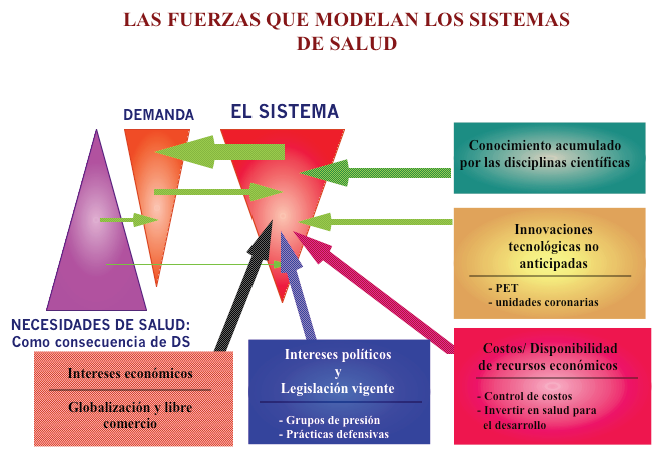 LAS FUERZAS QUE MODELAN LOS SISTEMAS
DE SALUD
DEMANDA
EL SISTEMA
Conocimiento acumulado
por las disciplinas científicas
Innovaciones
tecnológicas no
anticipadas
- PET
- unidades coronarias
NECESIDADES DE SALUD:
Como consecuencia de DS
Intereses económicos
Globalización y libre
comercio
Intereses políticos
y
Legislación vigente
- Grupos de presión
- Prácticas defensivas
Costos/ Disponibilidad
de recursos económicos
- Control de costos
- Invertir en salud para
el desarrollo